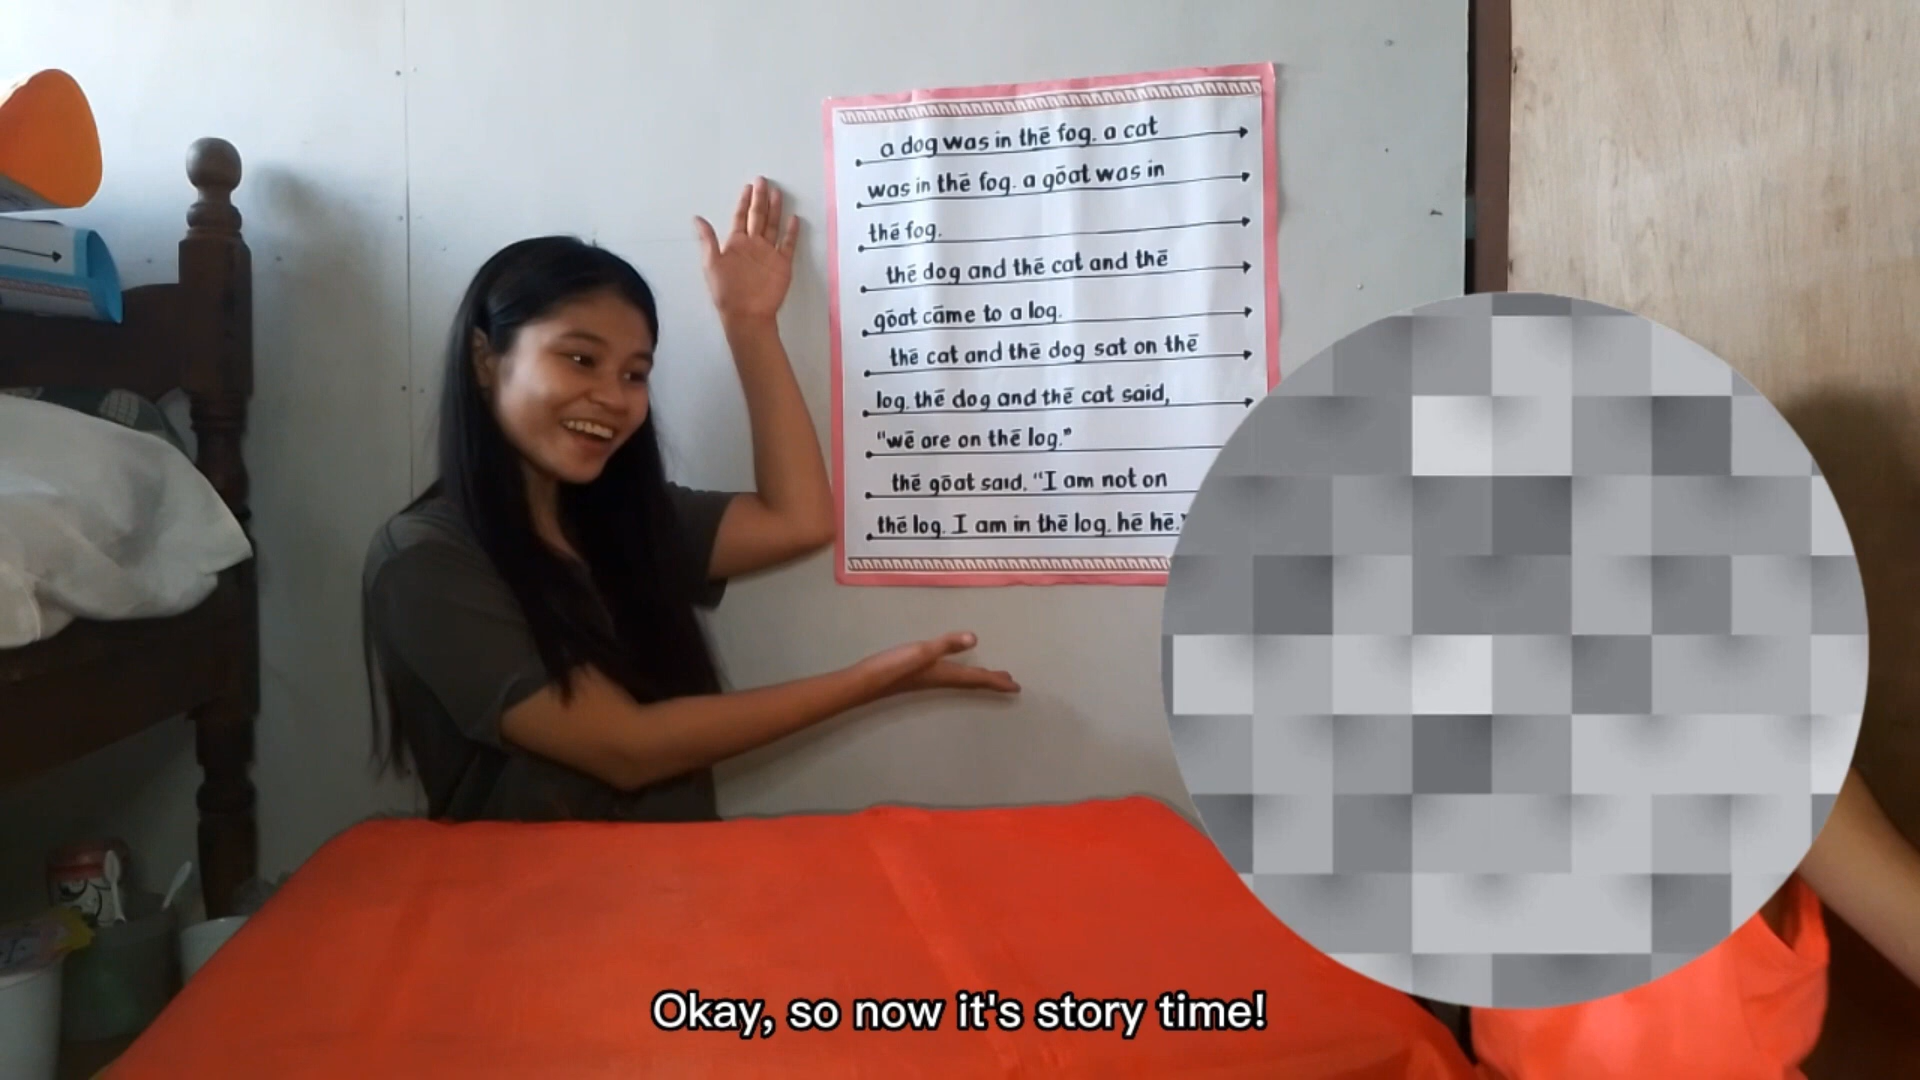 a dog was in thē fog. a cat
was in thē fog. a gōat was in
thē fog.
thē dog and thē cat and thē
gōat cāme to a log.
thē cat and thē dog sat on thē
log. thē dog and thē cat said,
“wē are on thē log.”
thē gōat said, “I am not on
thē log. I am in thē log. hē hē.”
Okay, so now it's story time!